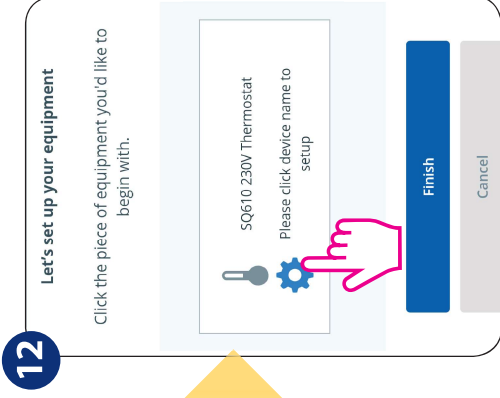 12
Let's set up your equipment
Click the piece of equipment you'd like to
begin with.
SQ610 230V Thermostat
Please click device name to
setup
Finish
Cancel